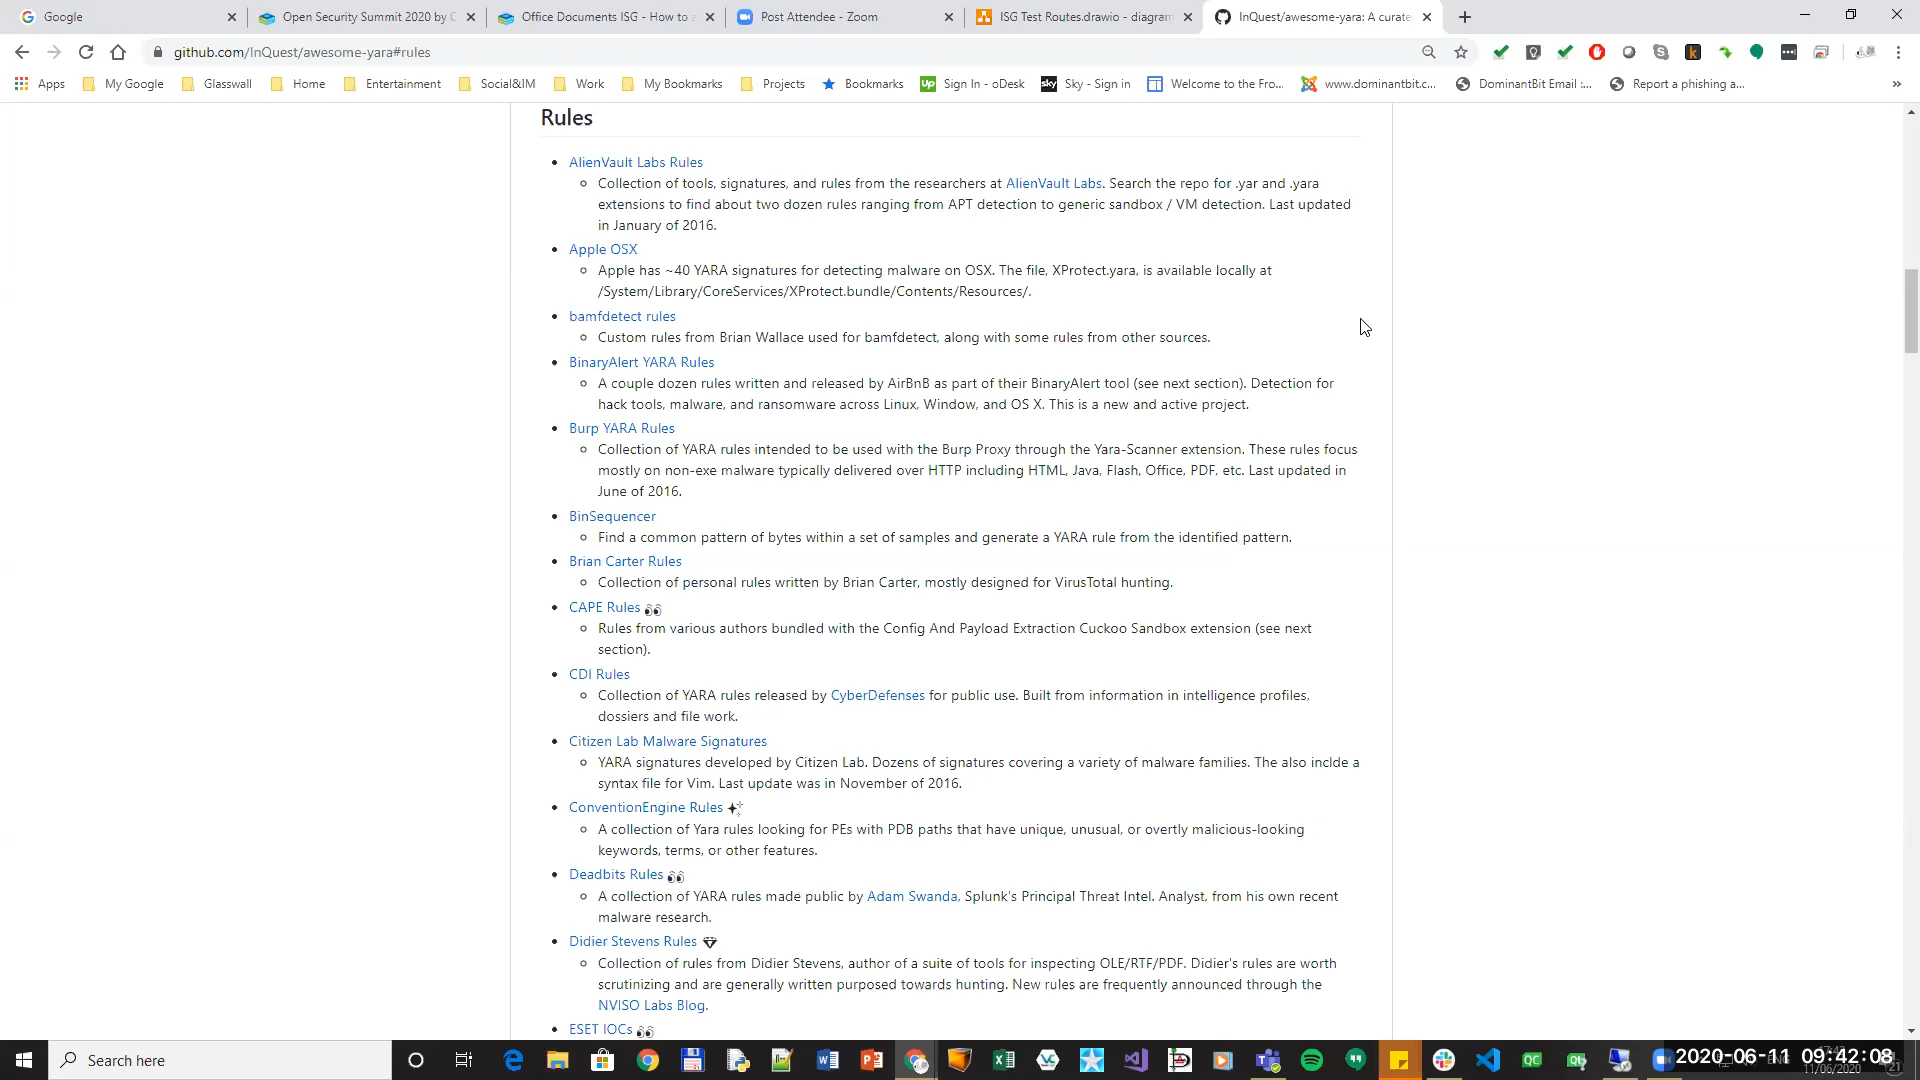 Google
Open Security Summit 2020 by C
Office Documents ISG - How to a
Post Attendee - Zoom
ISG Test Routes.drawio - diagram
InQuest/awesome-yara: A curate
github.com/InQuest/awesome-yara#rules
Apps
My Google
Glasswall
Home
Entertainment
Social&IM
Work
My Bookmarks
Projects
Bookmarks
Up
Sign In - oDesk
sky
Sky - Sign in
Welcome to the Fro...
www.dominantbit.c...
DominantBit Email :...
Report a phishing a...
»
Rules
AlienVault Labs Rules
Collection of tools, signatures, and rules from the researchers at AlienVault Labs. Search the repo for .yar and .yara
extensions to find about two dozen rules ranging from APT detection to generic sandbox / VM detection. Last updated
in January of 2016.
Apple OSX
Apple has ~40 YARA signatures for detecting malware on OSX. The file, XProtect.yara, is available locally at
/System/Library/CoreServices/XProtect.bundle/Contents/Resources/.
bamfdetect rules
Custom rules from Brian Wallace used for bamfdetect, along with some rules from other sources.
BinaryAlert YARA Rules
A couple dozen rules written and released by AirBnB as part of their BinaryAlert tool (see next section). Detection for
hack tools, malware, and ransomware across Linux, Window, and OS X. This is a new and active project.
Burp YARA Rules
Collection of YARA rules intended to be used with the Burp Proxy through the Yara-Scanner extension. These rules focus
mostly on non-exe malware typically delivered over HTTP including HTML, Java, Flash, Office, PDF, etc. Last updated in
June of 2016.
BinSequencer
Find a common pattern of bytes within a set of samples and generate a YARA rule from the identified pattern.
Brian Carter Rules
Collection of personal rules written by Brian Carter, mostly designed for VirusTotal hunting.
CAPE Rules 👀
Rules from various authors bundled with the Config And Payload Extraction Cuckoo Sandbox extension (see next
section).
CDI Rules
Collection of YARA rules released by CyberDefenses for public use. Built from information in intelligence profiles,
dossiers and file work.
Citizen Lab Malware Signatures
YARA signatures developed by Citizen Lab. Dozens of signatures covering a variety of malware families. The also inclde a
syntax file for Vim. Last update was in November of 2016.
ConventionEngine Rules ✨
A collection of Yara rules looking for PEs with PDB paths that have unique, unusual, or overtly malicious-looking
keywords, terms, or other features.
Deadbits Rules 👀
A collection of YARA rules made public by Adam Swanda, Splunk's Principal Threat Intel. Analyst, from his own recent
malware research.
Didier Stevens Rules 💎
Collection of rules from Didier Stevens, author of a suite of tools for inspecting OLE/RTF/PDF. Didier's rules are worth
scrutinizing and are generally written purposed towards hunting. New rules are frequently announced through the
NVISO Labs Blog.
ESET IOCs 👀
Search here
2020-06-11 09:42:08
11/06/2020